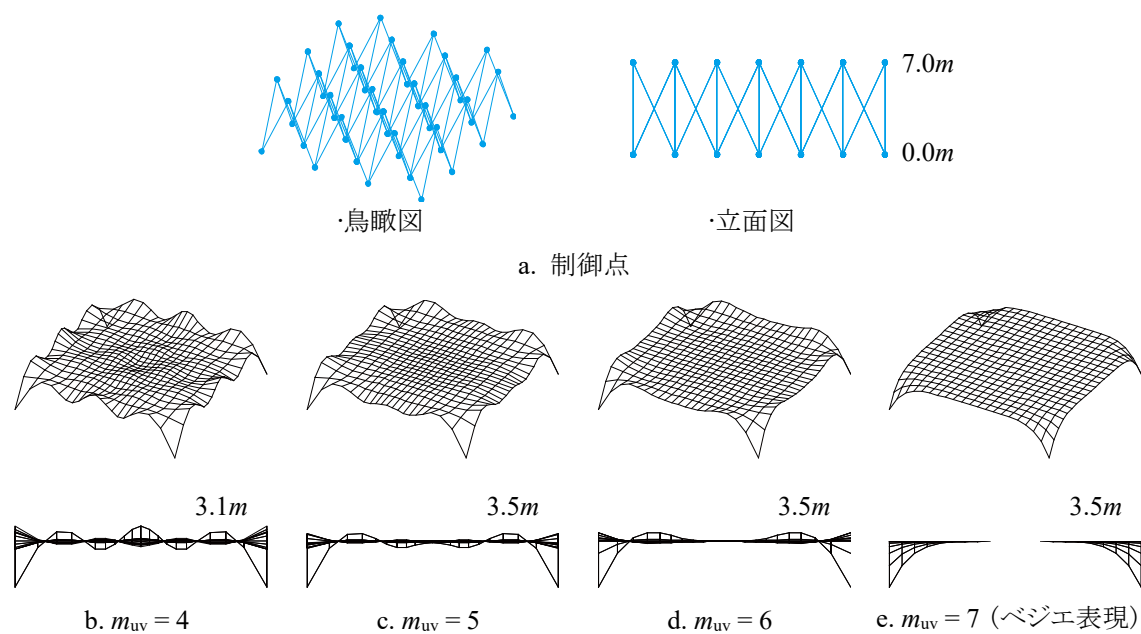 7.0m
0.0m
·鳥瞰図
·立面図
a. 制御点
3.1m
3.5m
3.5m
3.5m
b. muv = 4
c. muv = 5
d. muv = 6
e. muv = 7 (ベジエ表現)